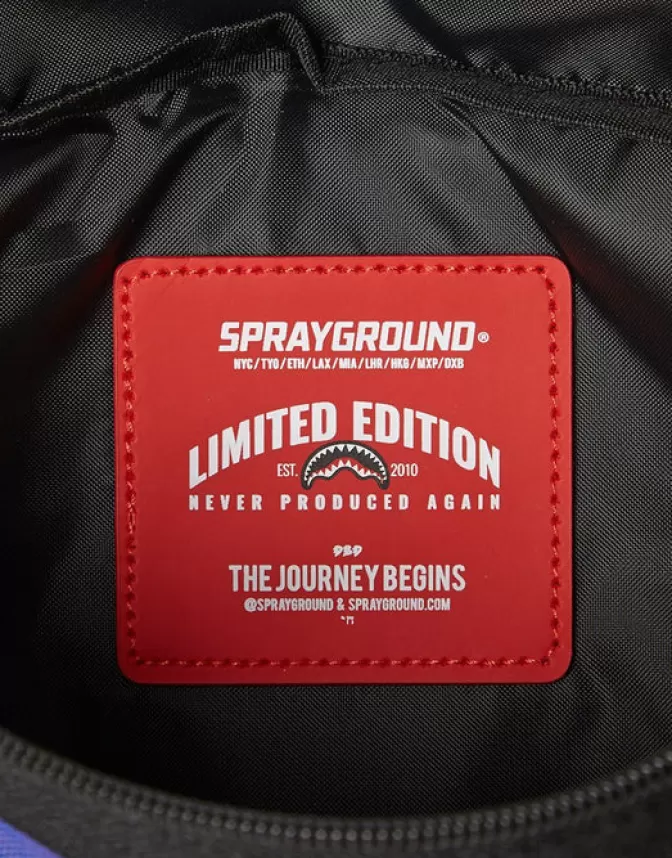 SPRAYGROUND®
NYC/TYO/ETH/LAX/MIA/LHR/HKG/MXP/DXB
LIMITED EDITION
EST. 2010
NEVER PRODUCED AGAIN
THE JOURNEY BEGINS
@SPRAYGROUND & SPRAYGROUND.COM